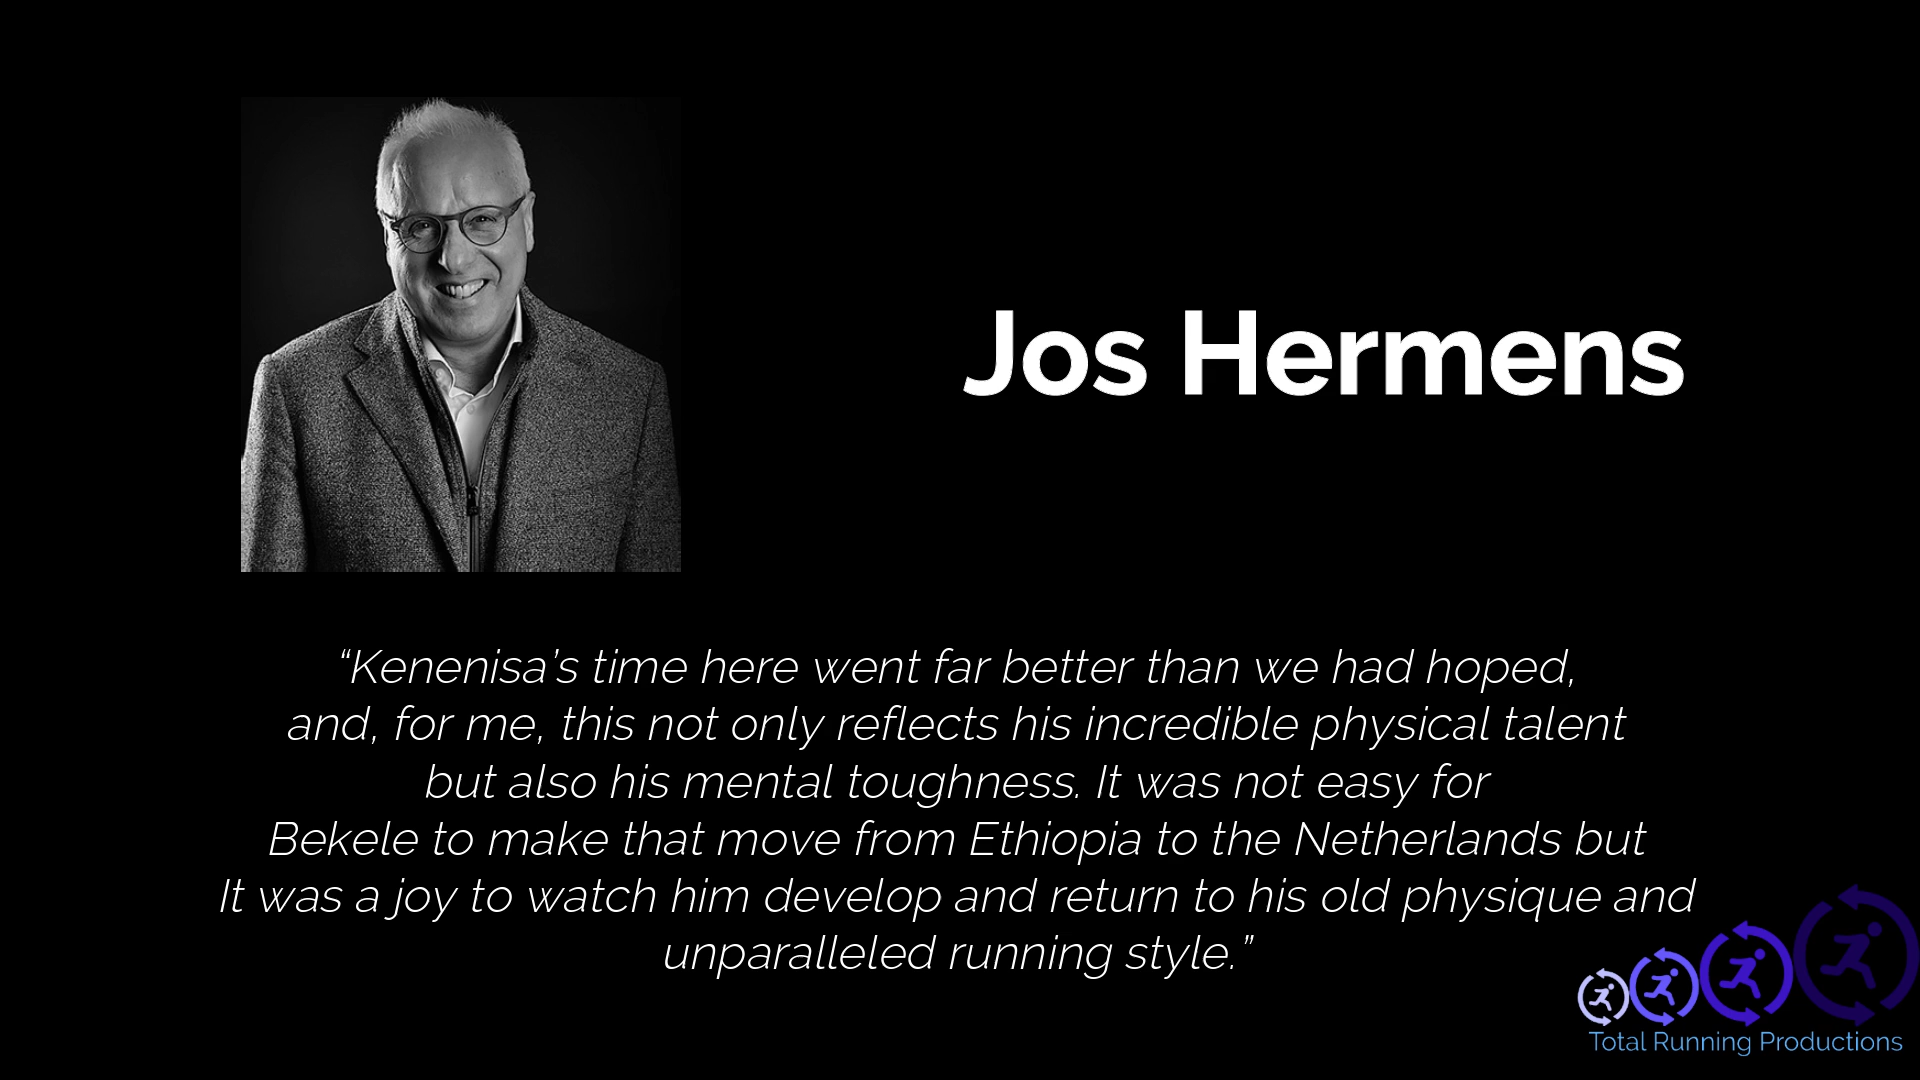 Jos Hermens
“Kenenisa’s time here went far better than we had hoped,
and, for me, this not only reflects his incredible physical talent
but also his mental toughness. It was not easy for
Bekele to make that move from Ethiopia to the Netherlands but
It was a joy to watch him develop and return to his old physique and
unparalleled running style.”
Total Running Productions